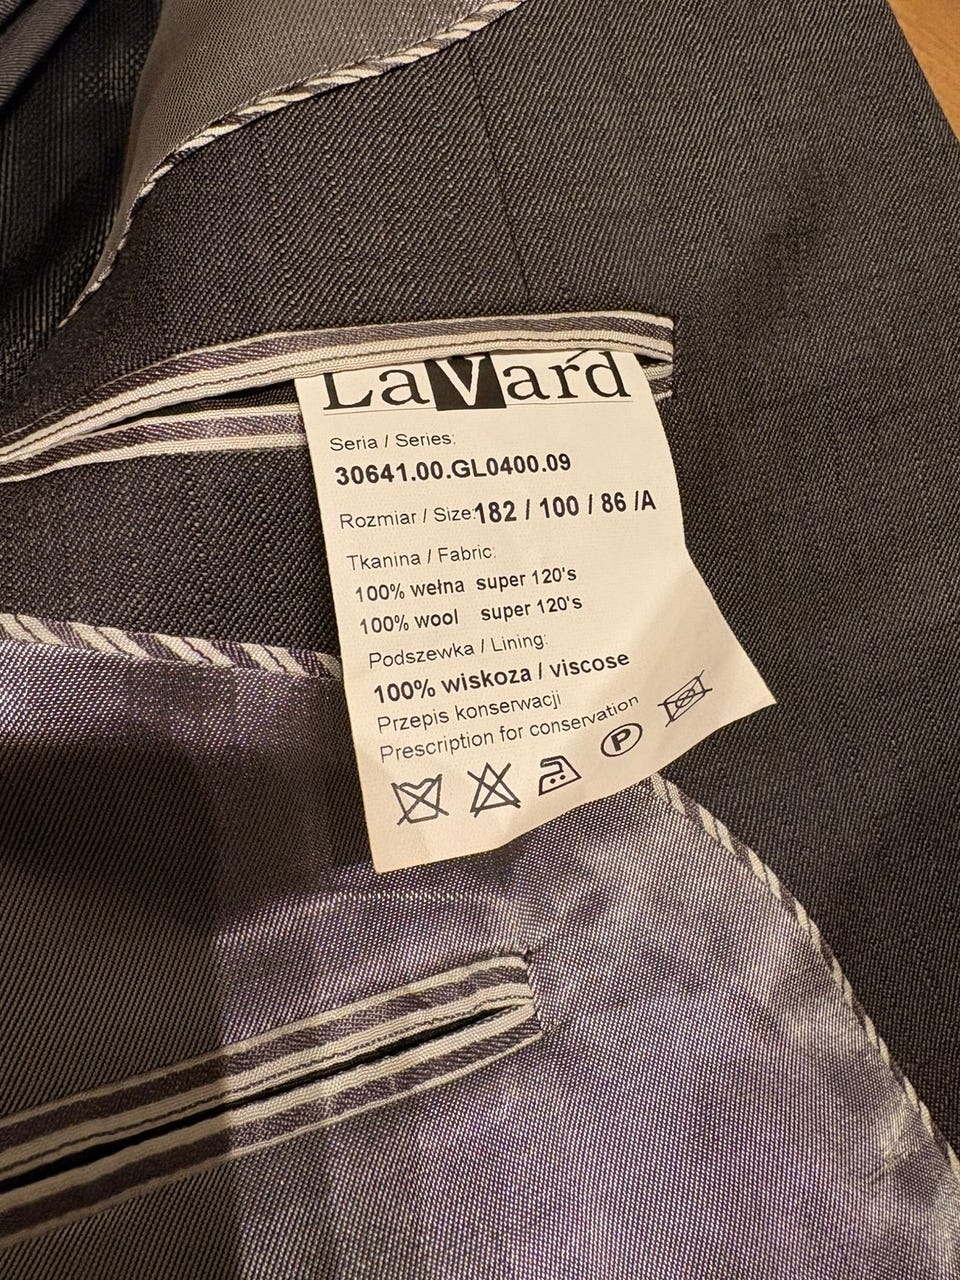 LaVard
Seria / Series:
30641.00.GL0400.09
Rozmiar / Size:182 / 100 / 86 /A
Tkanina / Fabric:
100% wełna super 120's
100% wool super 120's
Podszewka / Lining:
100% wiskoza / viscose
Przepis konserwacji
Prescription for conservation
P